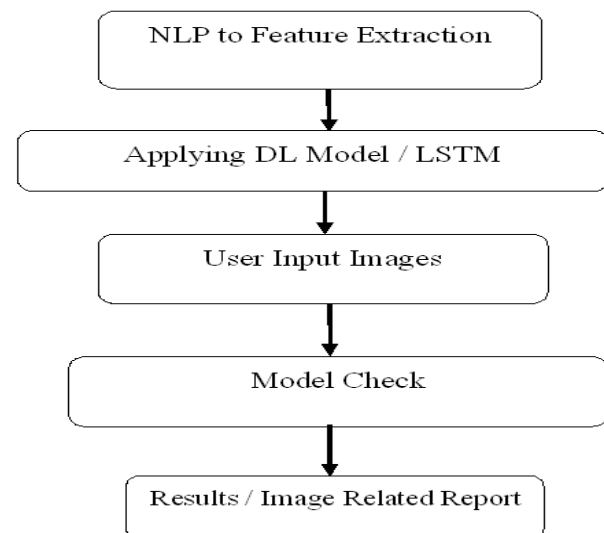 NLP to Feature Extraction
Applying DL Model / LSTM
User Input Images
Model Check
Results / Image Related Report